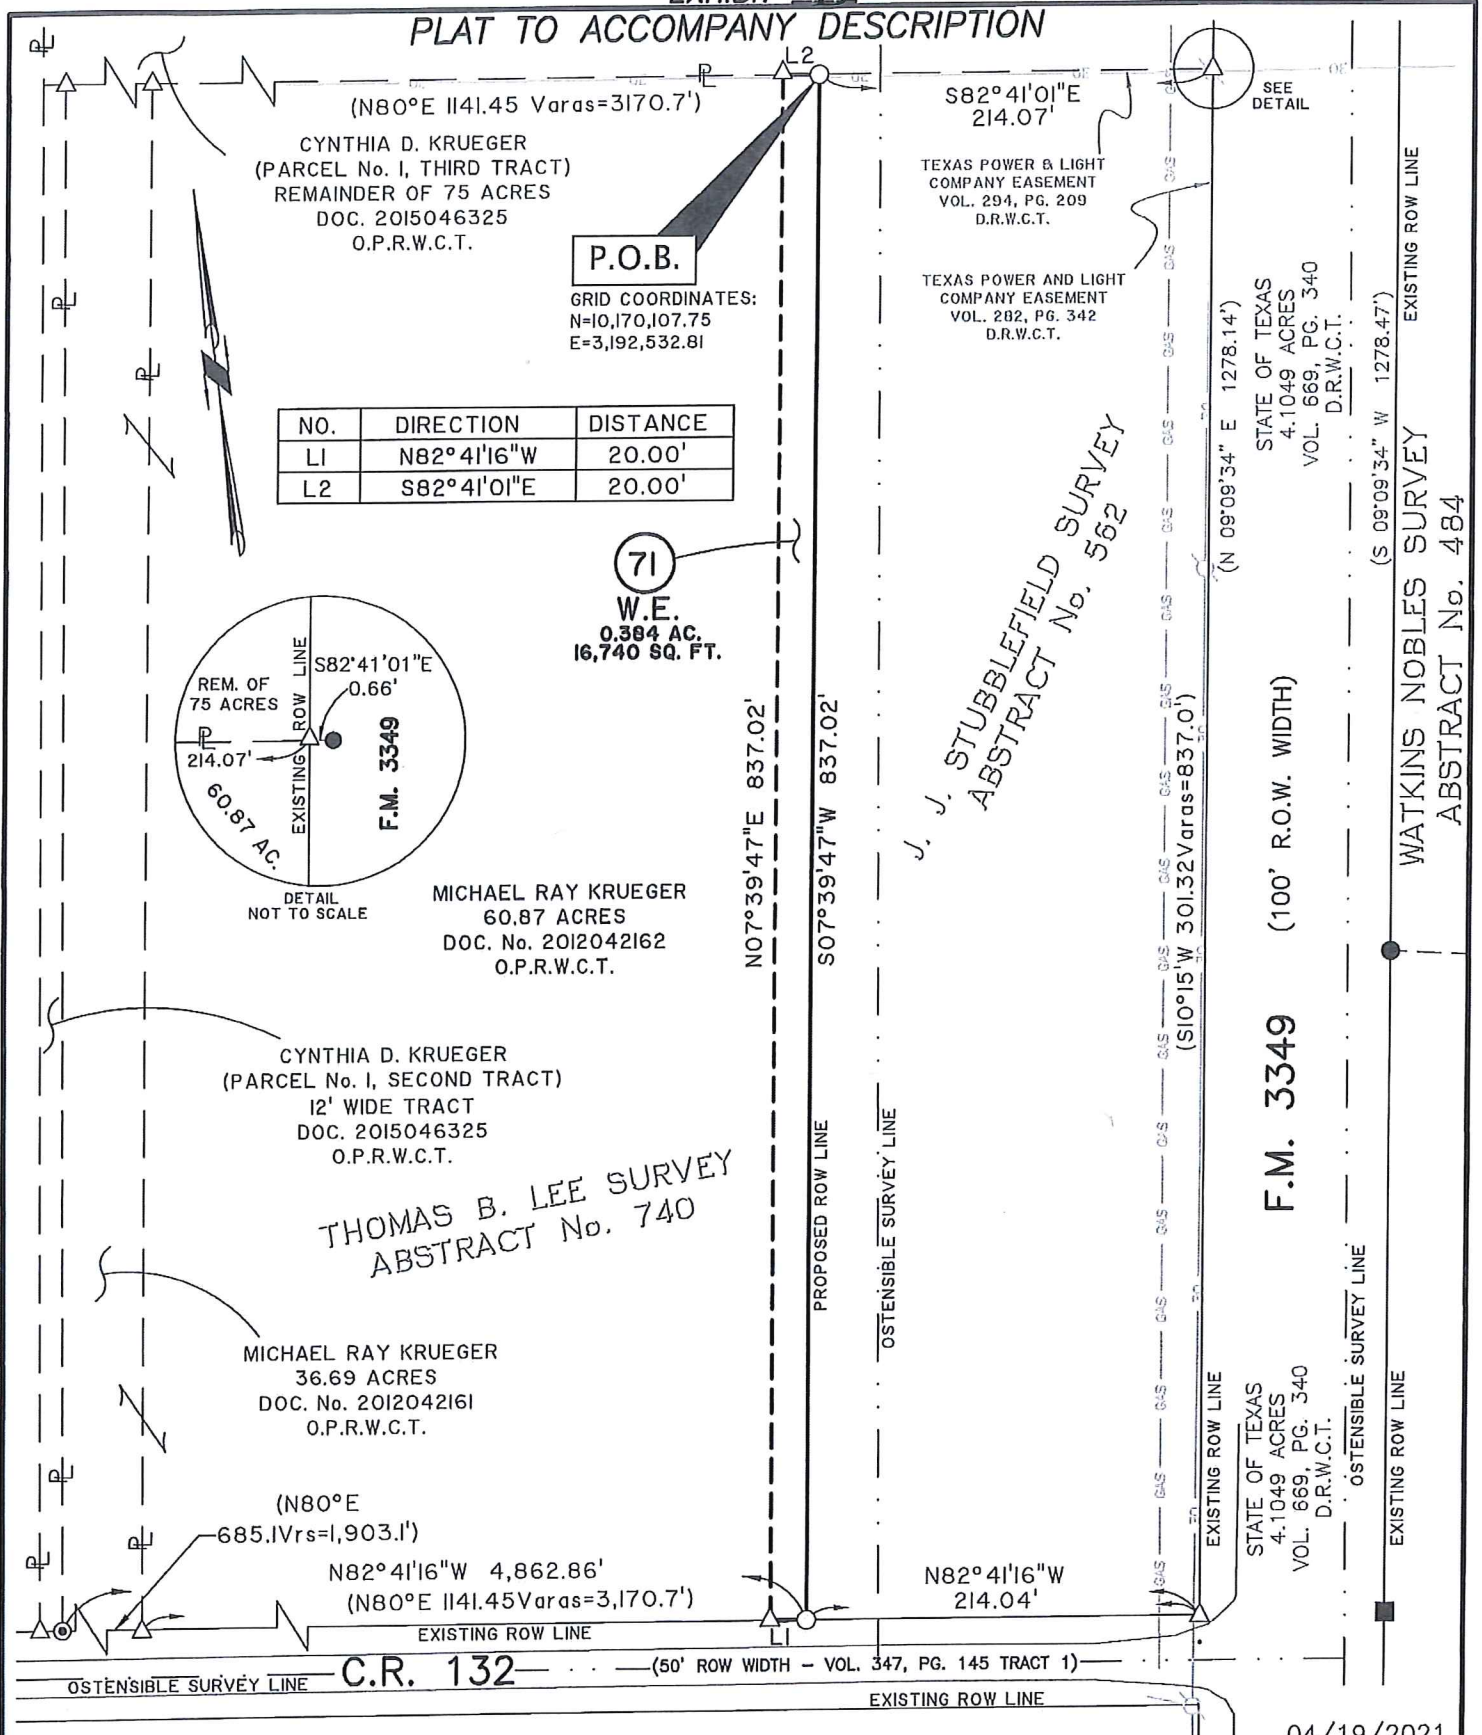 PLAT TO ACCOMPANY DESCRIPTION
L2
(N80°E 1141.45 Varas=3170.7')
S82°41'01"E
214.07'
SEE
DETAIL
CYNTHIA D. KRUEGER
(PARCEL No. 1, THIRD TRACT)
REMAINDER OF 75 ACRES
DOC. 2015046325
O.P.R.W.C.T.
TEXAS POWER & LIGHT
COMPANY EASEMENT
VOL. 294, PG. 209
D.R.W.C.T.
P.O.B.
GRID COORDINATES:
N=10,170,107.75
E=3,192,532.81
TEXAS POWER AND LIGHT
COMPANY EASEMENT
VOL. 282, PG. 342
D.R.W.C.T.
NO. DIRECTION DISTANCE
L1 N82°41'16"W 20.00'
L2 S82°41'01"E 20.00'
71
W.E.
0.384 AC.
16,740 SQ. FT.
REM. OF
75 ACRES
EXISTING ROW LINE
S82°41'01"E
0.66'
P
214.07'
60.87 AC.
F.M. 3349
DETAIL
NOT TO SCALE
MICHAEL RAY KRUEGER
60.87 ACRES
DOC. No. 2012042162
O.P.R.W.C.T.
N07°39'47"E 837.02'
S07°39'47"W 837.02'
J. J. STUBBLEFIELD SURVEY
ABSTRACT No. 562
(N 09°09'34" E 1278.14')
STATE OF TEXAS
4.1049 ACRES
VOL. 669, PG. 340
D.R.W.C.T.
(S 09°09'34" W 1278.47')
EXISTING ROW LINE
WATKINS NOBLES SURVEY
ABSTRACT No. 484
GAS
(S10°15'W 301.32Varas=837.0')
F.M. 3349 (100' R.O.W. WIDTH)
CYNTHIA D. KRUEGER
(PARCEL No. 1, SECOND TRACT)
12' WIDE TRACT
DOC. 2015046325
O.P.R.W.C.T.
THOMAS B. LEE SURVEY
ABSTRACT No. 740
PROPOSED ROW LINE
OSTENSIBLE SURVEY LINE
MICHAEL RAY KRUEGER
36.69 ACRES
DOC. No. 2012042161
O.P.R.W.C.T.
EXISTING ROW LINE
STATE OF TEXAS
4.1049 ACRES
VOL. 669, PG. 340
D.R.W.C.T.
OSTENSIBLE SURVEY LINE
EXISTING ROW LINE
(N80°E
685.1Vrs=1,903.1')
N82°41'16"W 4,862.86'
(N80°E 1141.45Varas=3,170.7')
N82°41'16"W
214.04'
EXISTING ROW LINE
L1
OSTENSIBLE SURVEY LINE
C.R. 132
(50' ROW WIDTH - VOL. 347, PG. 145 TRACT 1)
EXISTING ROW LINE
04/19/2021